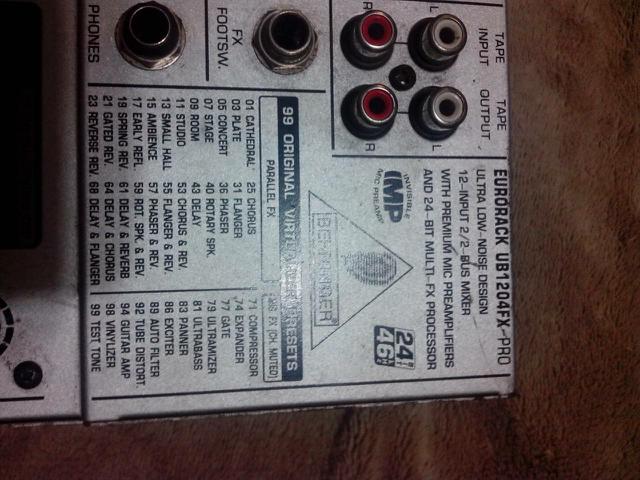 PHONES
FX
FOOTSW.
TAPE
INPUT
TAPE
OUTPUT
L
R
L
R
EURORACK UB1204FX-PRO
ULTRA LOW-NOISE DESIGN
12-INPUT 2/2-BUS MIXER
WITH PREMIUM MIC PREAMPLIFIERS
AND 24-BIT MULTI-FX PROCESSOR
INVISIBLE
IMP
MIC PREAMP
24
46
BEHRINGER
99 ORIGINAL PRESETS
PARALLEL FX
FX (CH. MUTED)
01 CATHEDRAL 25 CHORUS 71 COMPRESSOR
03 PLATE 31 FLANGER 74 EXPANDER
05 CONCERT 36 PHASER 77 GATE
07 STAGE 40 ROTARY SPK. 79 ULTRAMIZER
09 ROOM 43 DELAY 81 ULTRABASS
11 STUDIO 53 CHORUS & REV. 83 PANNER
13 SMALL HALL 55 FLANGER & REV. 86 EXCITER
15 AMBIENCE 57 PHASER & REV. 89 AUTO FILTER
17 EARLY REFL. 59 ROT. SPK. & REV. 92 TUBE DISTORT.
19 SPRING REV. 61 DELAY & REVERB 94 GUITAR AMP
21 GATED REV. 64 DELAY & CHORUS 98 VINYLIZER
23 REVERSE REV. 68 DELAY & FLANGER 99 TEST TONE